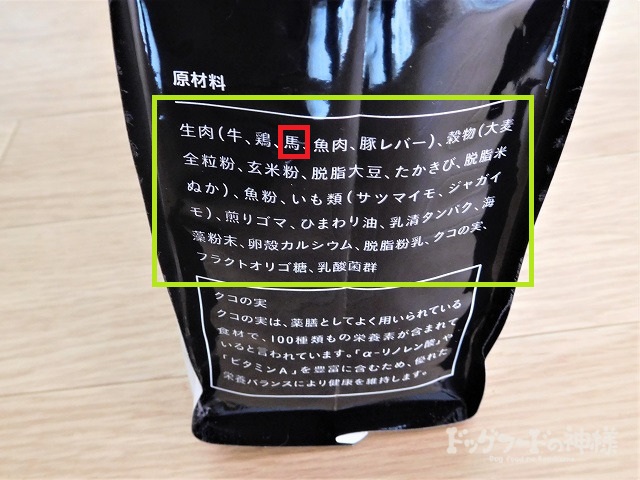 原材料
生肉(牛、鶏、馬、魚肉、豚レバー)、穀物(大麦
全粒粉、玄米粉、脱脂大豆、たかきび、脱脂米
ぬか)、魚粉、いも類(サツマイモ、ジャガイ
モ)、煎りゴマ、ひまわり油、乳清タンパク、海
藻粉末、卵殻カルシウム、脱脂粉乳、クコの実、
フラクトオリゴ糖、乳酸菌群
クコの実
クコの実は、薬膳としてよく用いられている
食材で、100種類もの栄養素が含まれて
いると言われています。「α-リノレン酸」や
「ビタミンA」を豊富に含むため、優れた
栄養バランスにより健康を維持します。
ドッグフードの神様